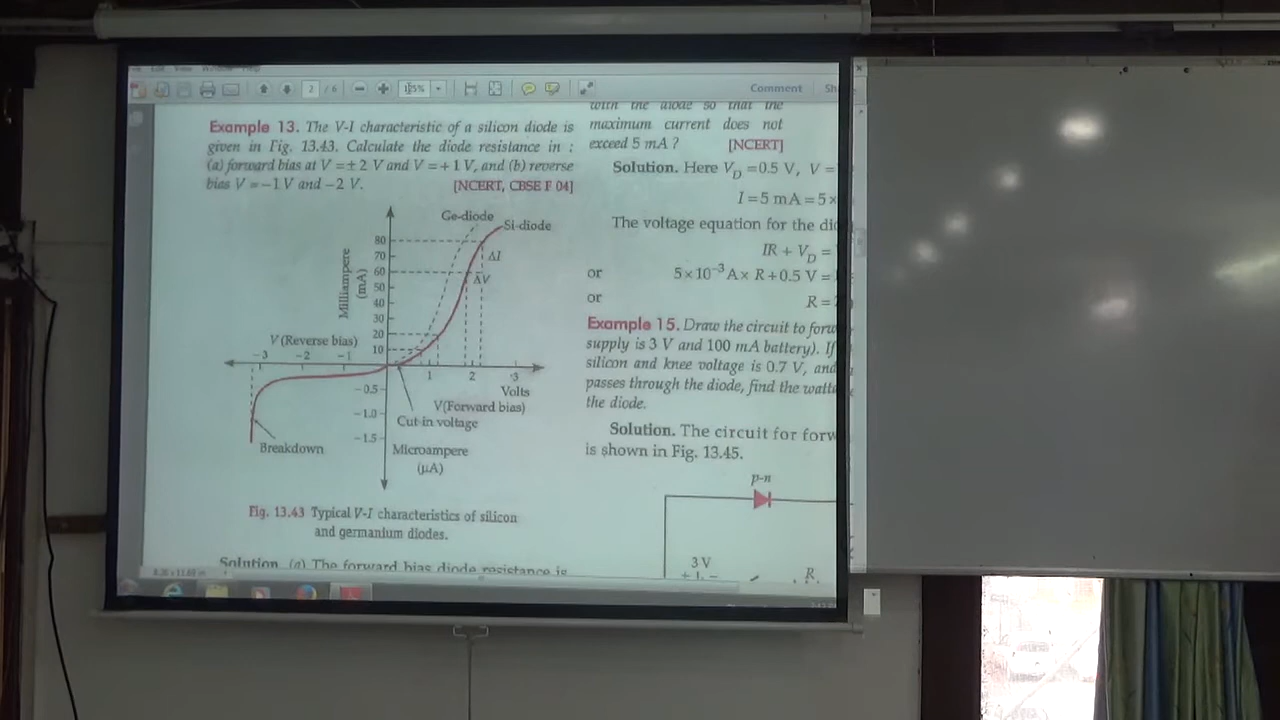 2 / 6
Comment
Example 13. The V-I characteristic of a silicon diode is
given in Fig. 13.43. Calculate the diode resistance in :
(a) forward bias at V = ± 2 V and V = + 1 V, and (b) reverse
bias V = −1 V and −2 V. [NCERT, CBSE F 04]
Ge-diode
Si-diode
Milliampere
(mA)
80
70
60
50
40
30
20
10
ΔI
ΔV
V (Reverse bias)
−3 −2 −1
1 2 3
Volts
V(Forward bias)
Cut-in voltage
−0.5
−1.0
−1.5
Breakdown
Microampere
(μA)
Fig. 13.43 Typical V-I characteristics of silicon
and germanium diodes.
Solution. (a) The forward bias diode resistance is
with the diode so that the
maximum current does not
exceed 5 mA ? [NCERT]
Solution. Here V_D = 0.5 V, V =
I = 5 mA = 5 ×
The voltage equation for the
IR + V_D =
or 5 × 10⁻³ A × R + 0.5 V =
or R =
Example 15. Draw the circuit to
supply is 3 V and 100 mA battery). If
silicon and knee voltage is 0.7 V, and
passes through the diode, find the
the diode.
Solution. The circuit for
is shown in Fig. 13.45.
p-n
3 V
+ −
R